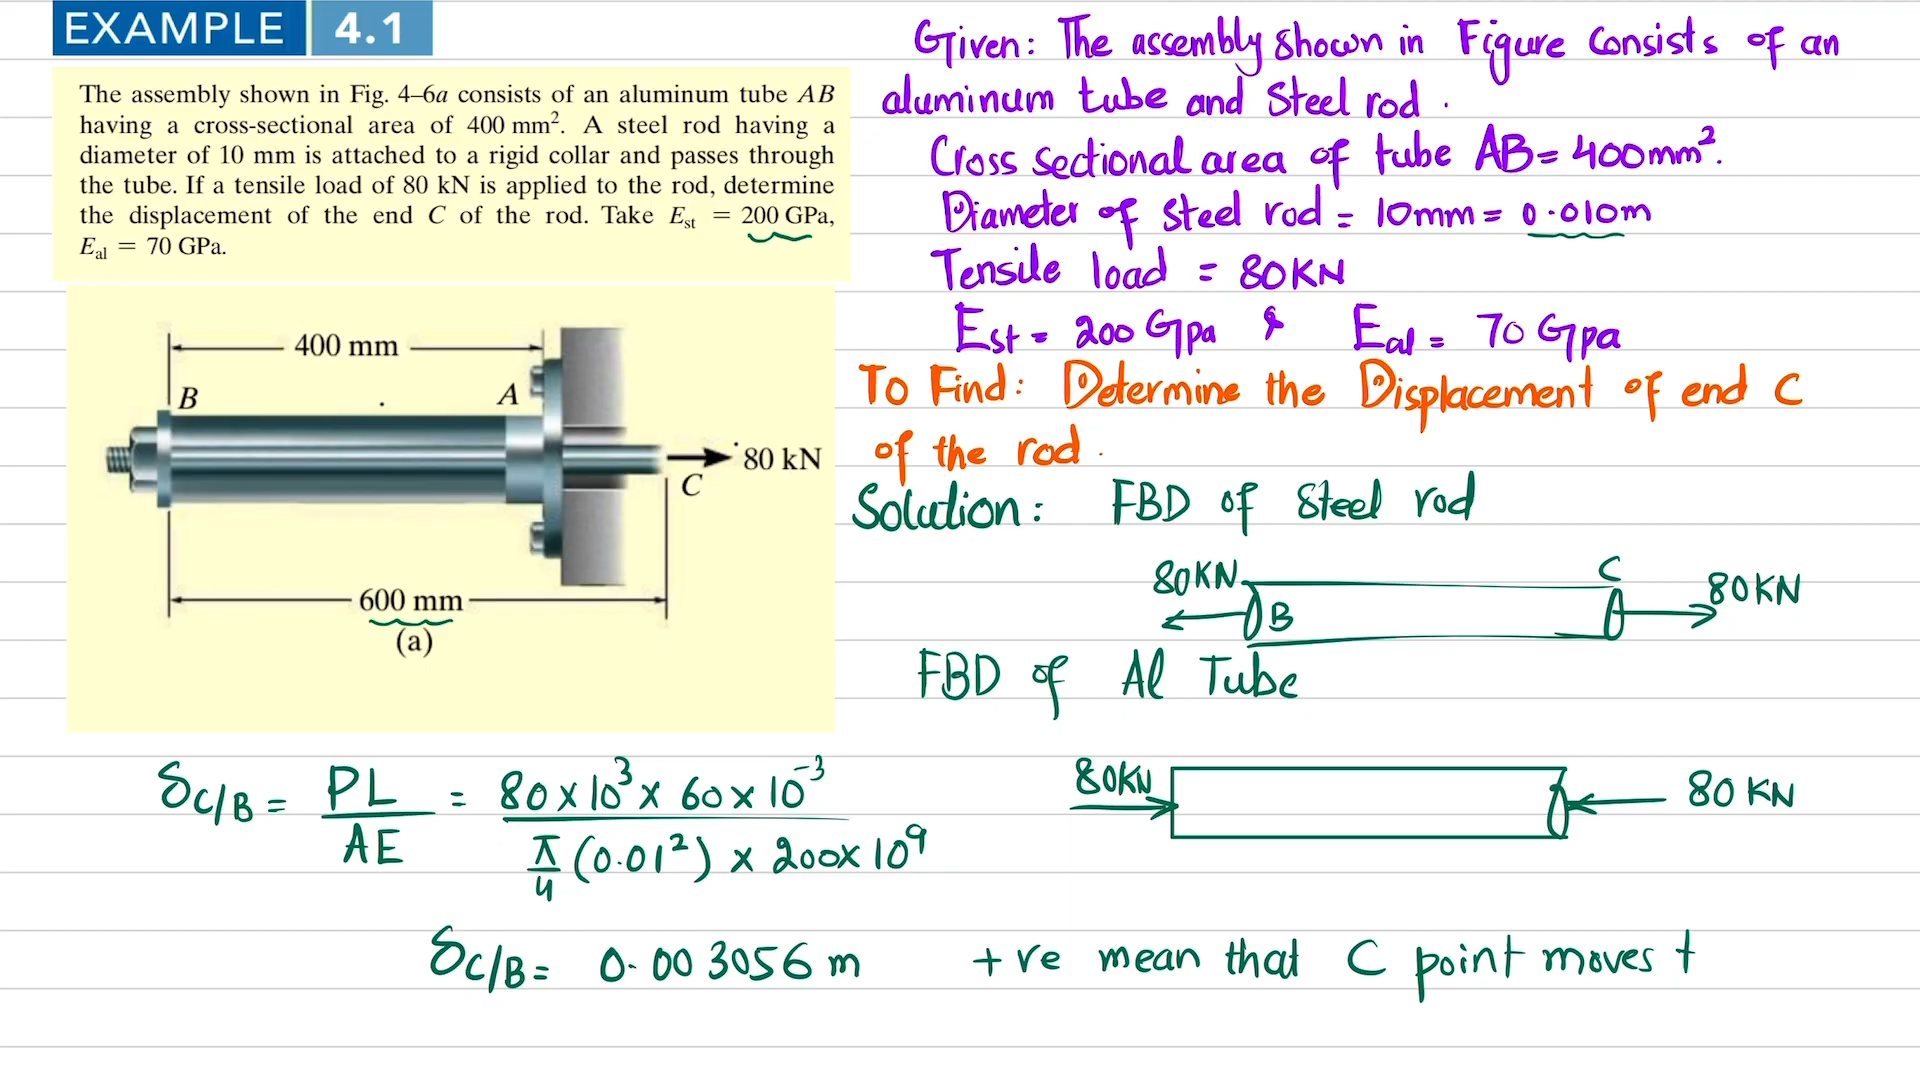 EXAMPLE 4.1
The assembly shown in Fig. 4–6a consists of an aluminum tube AB
having a cross-sectional area of 400 mm². A steel rod having a
diameter of 10 mm is attached to a rigid collar and passes through
the tube. If a tensile load of 80 kN is applied to the rod, determine
the displacement of the end C of the rod. Take Est = 200 GPa,
Eal = 70 GPa.
400 mm
B
A
80 kN
C
600 mm
(a)
Given: The assembly shown in Figure Consists of an
aluminum tube and Steel rod.
Cross sectional area of tube AB = 400mm².
Diameter of Steel rod = 10mm = 0.010m
Tensile load = 80KN
Est = 200 Gpa & Eal = 70 Gpa
To Find: Determine the Displacement of end C
of the rod.
Solution: FBD of Steel rod
80KN B C 80KN
FBD of Al Tube
80KN 80KN
δC/B = PL/AE = 80 x 10³ x 60 x 10⁻³ / π/4 (0.01²) x 200x 10⁹
δC/B = 0.003056 m +ve mean that C point moves t